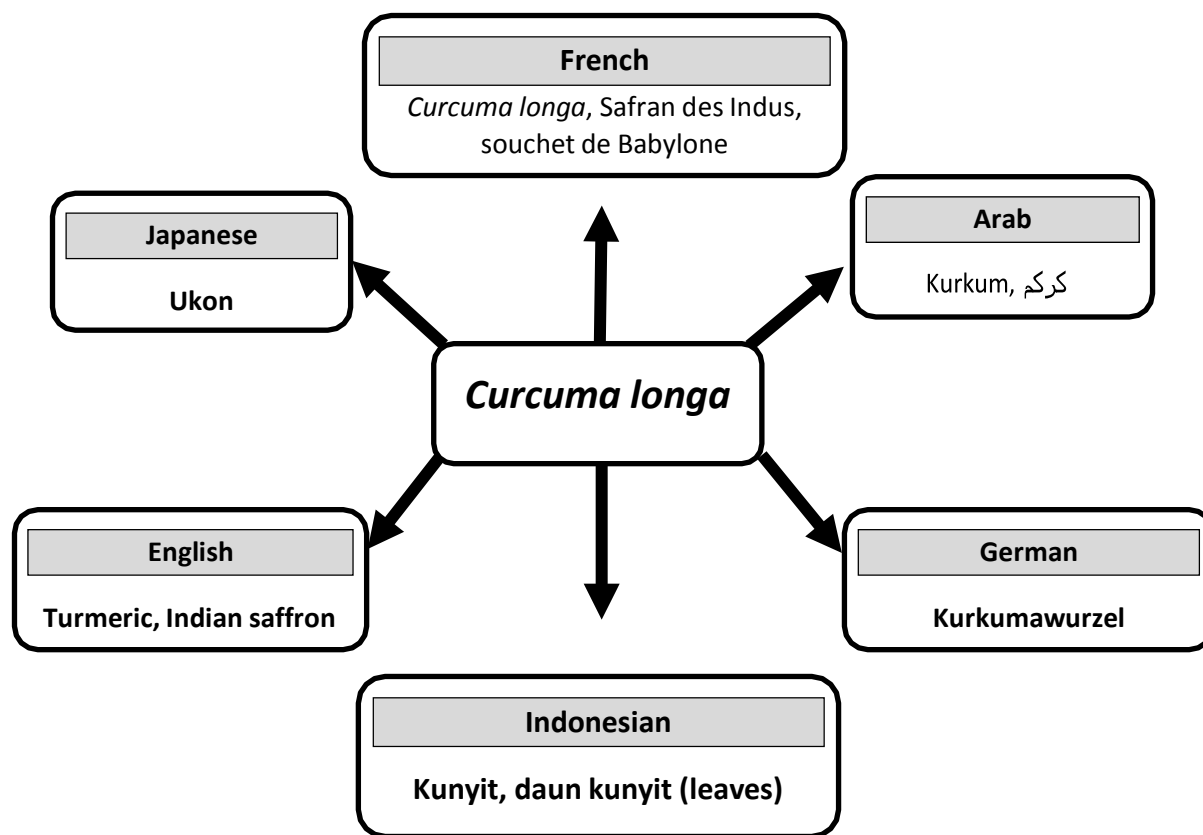 French
Curcuma longa, Safran des Indus,
souchet de Babylone
Japanese
Ukon
Arab
Kurkum, كركم
Curcuma longa
English
Turmeric, Indian saffron
German
Kurkumawurzel
Indonesian
Kunyit, daun kunyit (leaves)